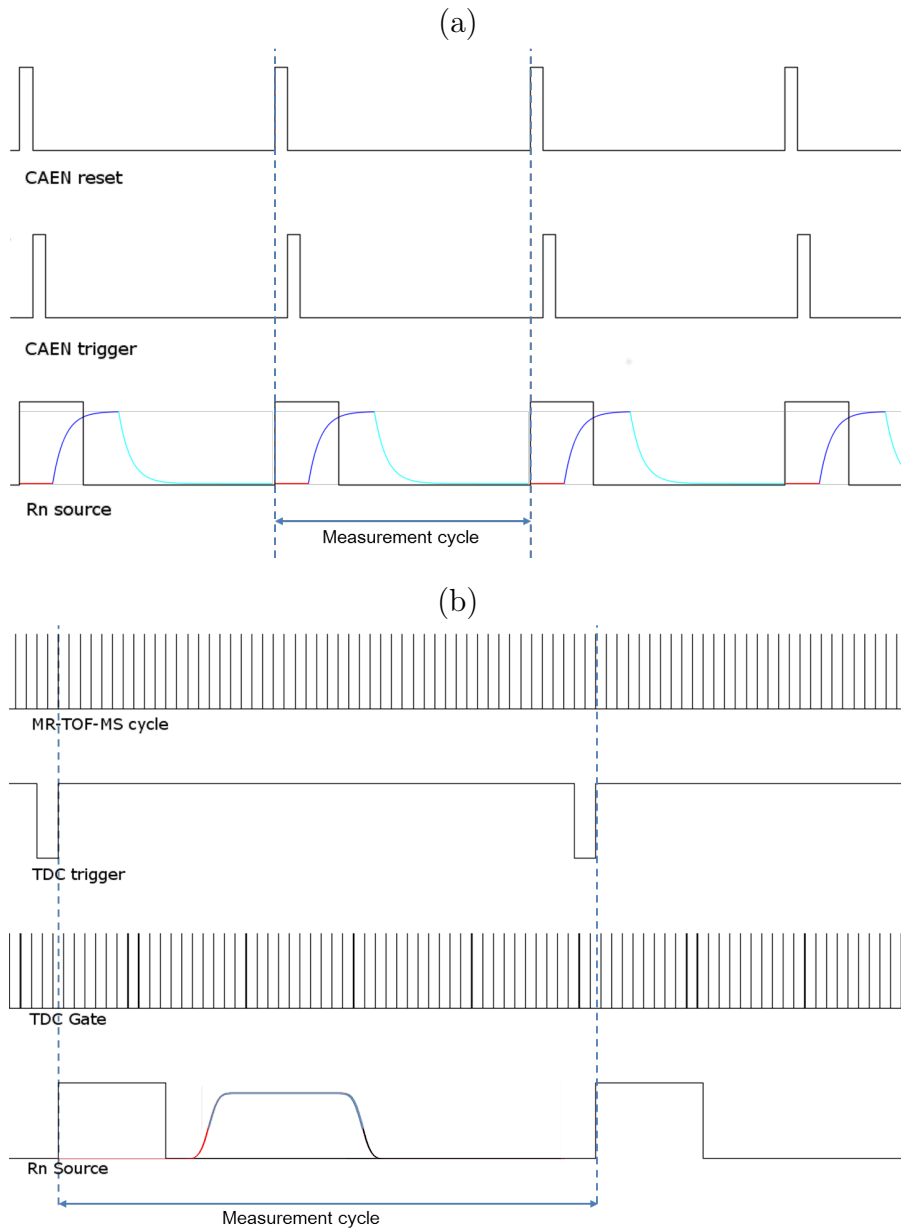 (a)
CAEN reset
CAEN trigger
Rn source
Measurement cycle
(b)
MR-TOF-MS cycle
TDC trigger
TDC Gate
Rn Source
Measurement cycle